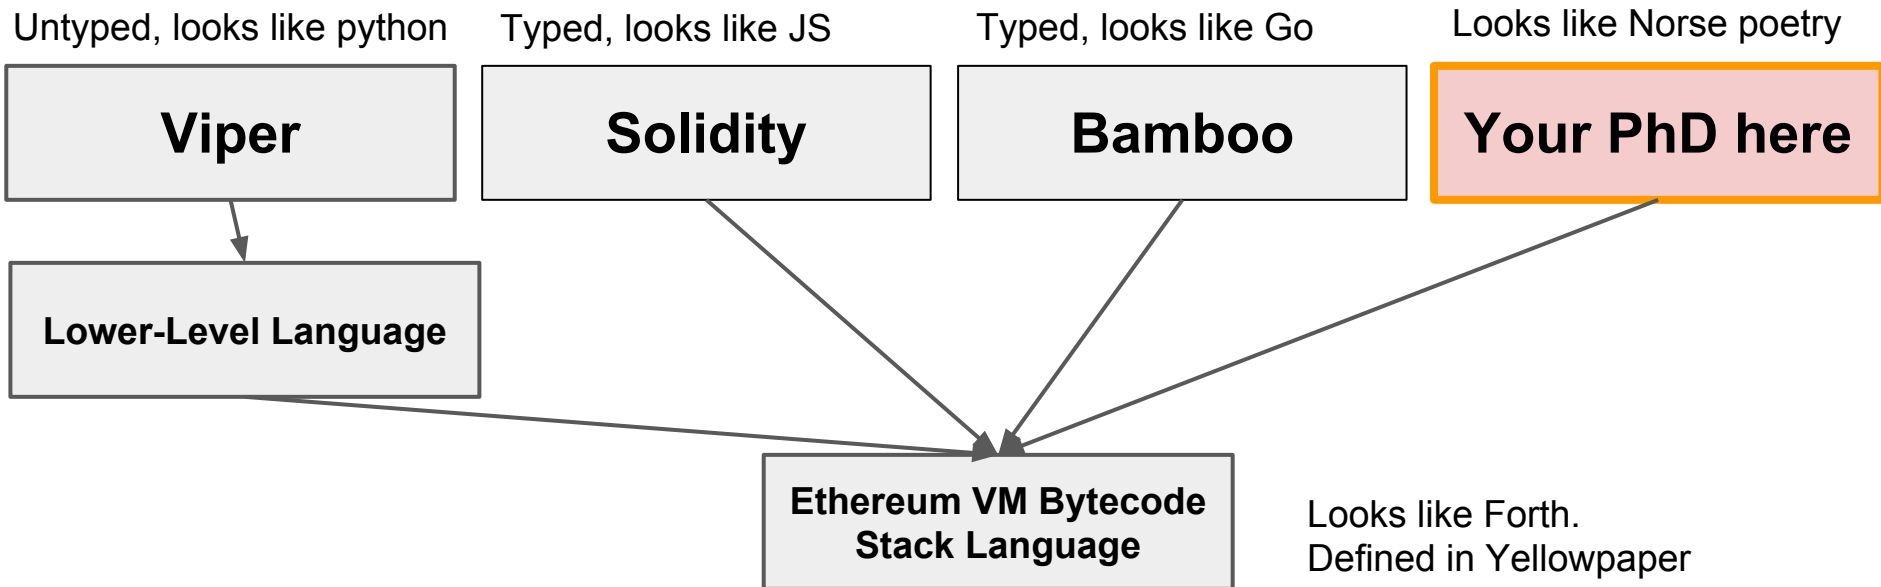 Untyped, looks like python
Typed, looks like JS
Typed, looks like Go
Looks like Norse poetry
Viper
Solidity
Bamboo
Your PhD here
Lower-Level Language
Ethereum VM Bytecode
Stack Language
Looks like Forth.
Defined in Yellowpaper